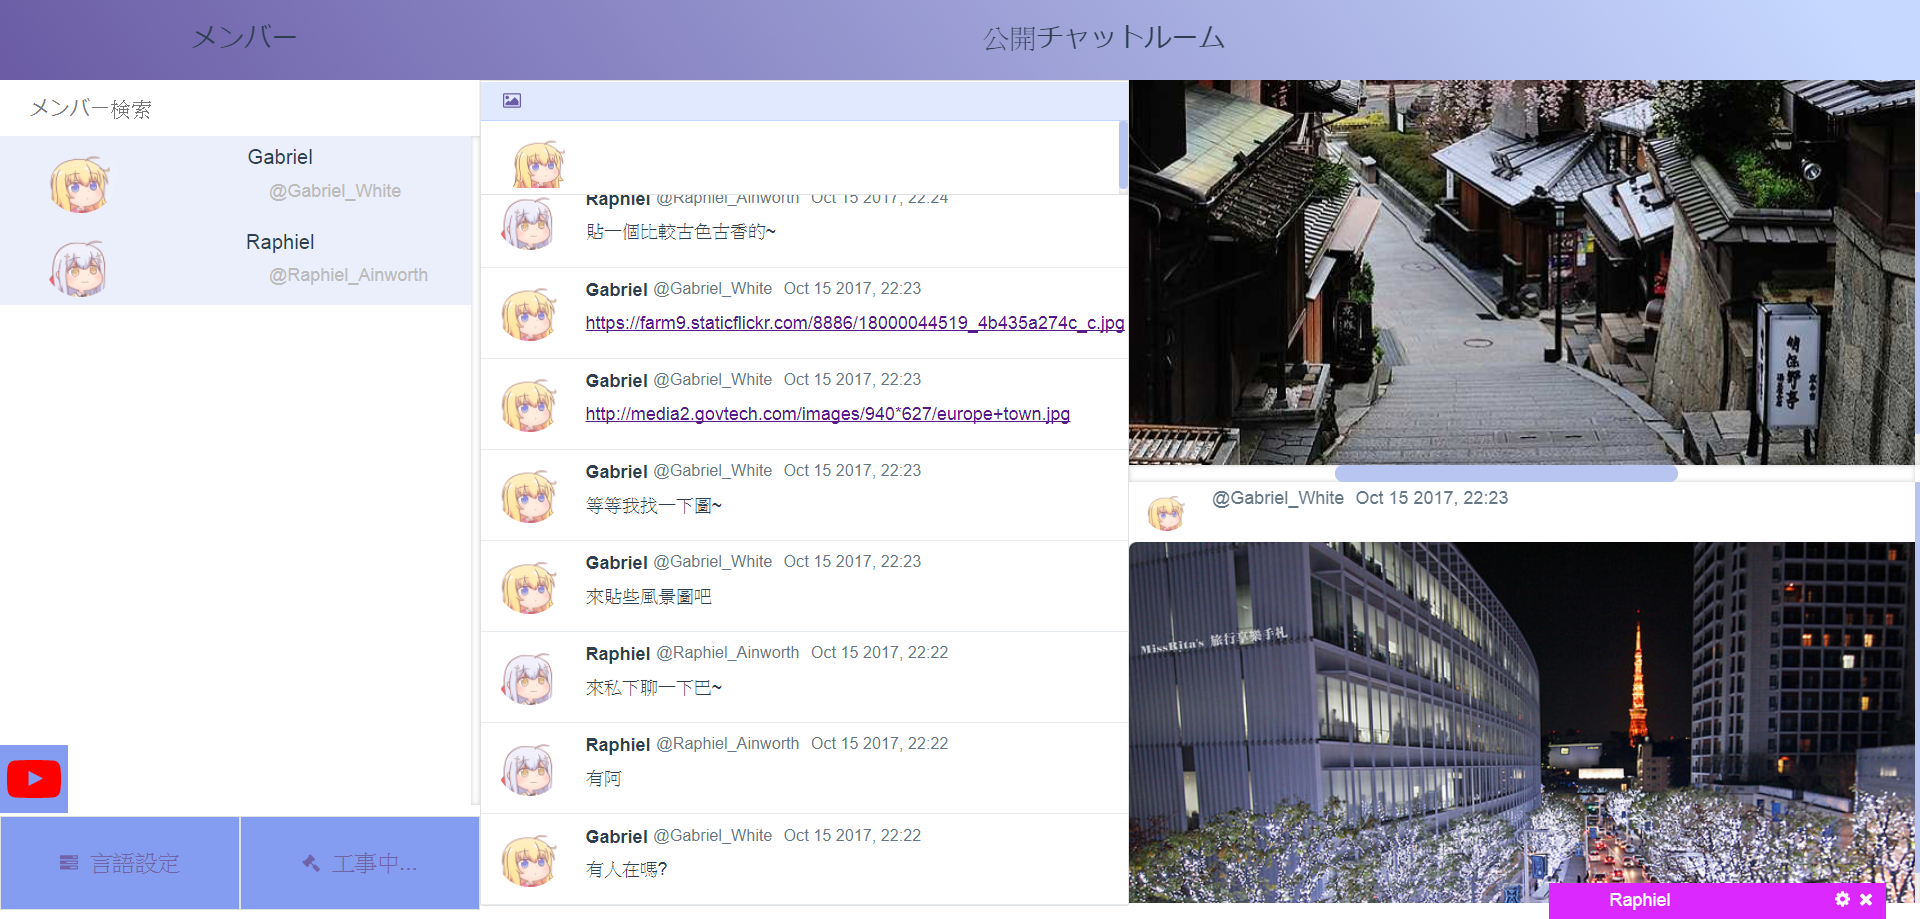 メンバー
公開チャットルーム
メンバー検索
Gabriel
@Gabriel_White
Raphiel
@Raphiel_Ainworth
言語設定
工事中...
Raphiel @Raphiel_Ainworth Oct 15 2017, 22:24
貼一個比較古色古香的~
Gabriel @Gabriel_White Oct 15 2017, 22:23
https://farm9.staticflickr.com/8886/18000044519_4b435a274c_c.jpg
Gabriel @Gabriel_White Oct 15 2017, 22:23
http://media2.govtech.com/images/940*627/europe+town.jpg
Gabriel @Gabriel_White Oct 15 2017, 22:23
等等我找一下圖~
Gabriel @Gabriel_White Oct 15 2017, 22:23
來貼些風景圖吧
Raphiel @Raphiel_Ainworth Oct 15 2017, 22:22
來私下聊一下巴~
Raphiel @Raphiel_Ainworth Oct 15 2017, 22:22
有阿
Gabriel @Gabriel_White Oct 15 2017, 22:22
有人在嗎?
明保野亭
@Gabriel_White Oct 15 2017, 22:23
MissRita's 旅行享樂手札
Raphiel